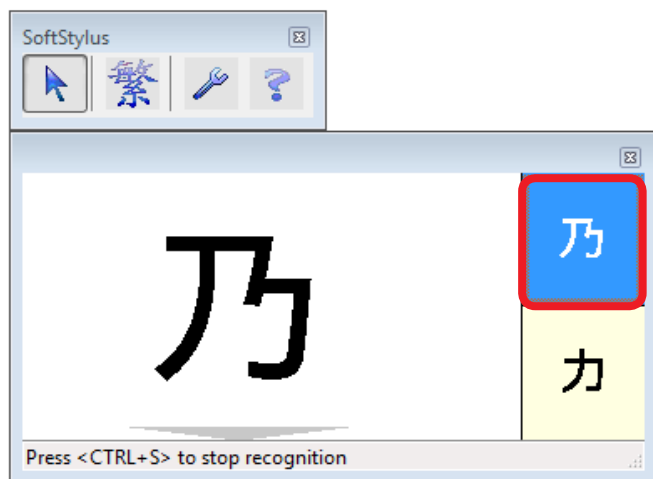 SoftStylus
繁
乃
乃
力
Press <CTRL+S> to stop recognition